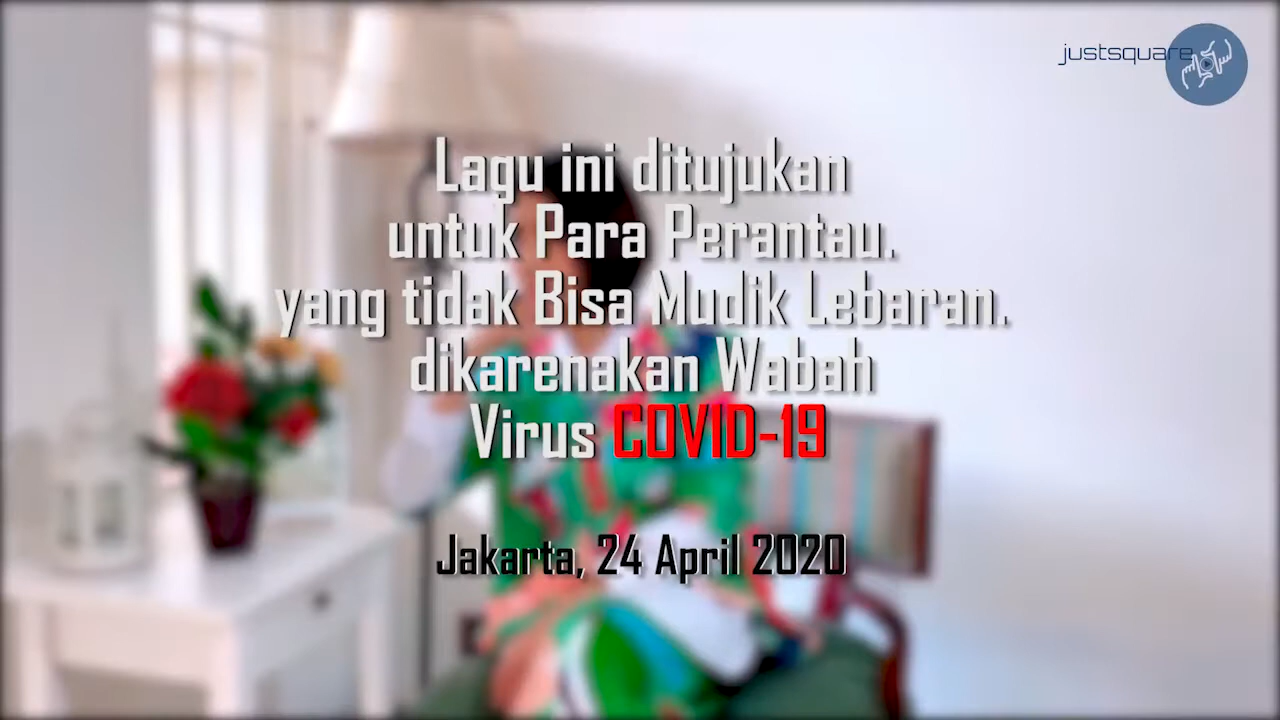 justsquare
Lagu ini ditujukan
untuk Para Perantau.
yang tidak Bisa Mudik Lebaran.
dikarenakan Wabah
Virus COVID-19
Jakarta, 24 April 2020